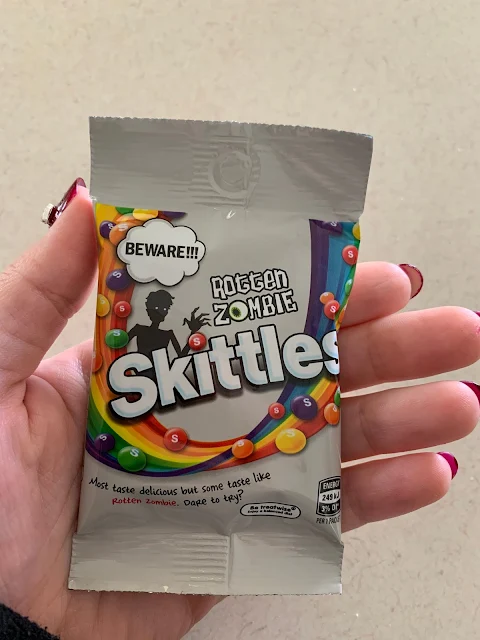 BEWARE!!!
Rotten
ZOMBIE
Skittles
Most taste delicious but some taste like
Rotten Zombie. Dare to try?
Be treatwise
ENERGY
249 kJ
3%
PER